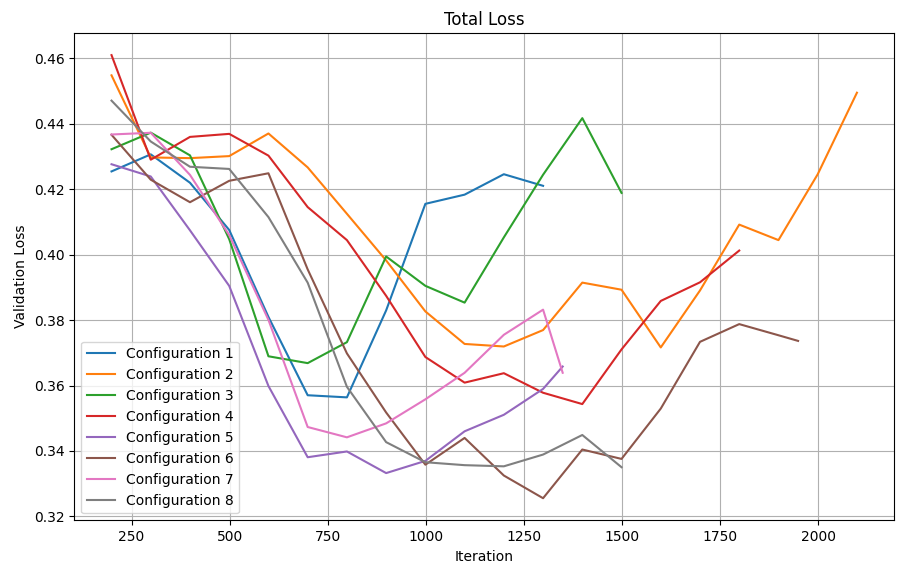 Total Loss
0.46
0.44
0.42
0.40
0.38
0.36
0.34
0.32
Validation Loss
Configuration 1
Configuration 2
Configuration 3
Configuration 4
Configuration 5
Configuration 6
Configuration 7
Configuration 8
250 500 750 1000 1250 1500 1750 2000
Iteration